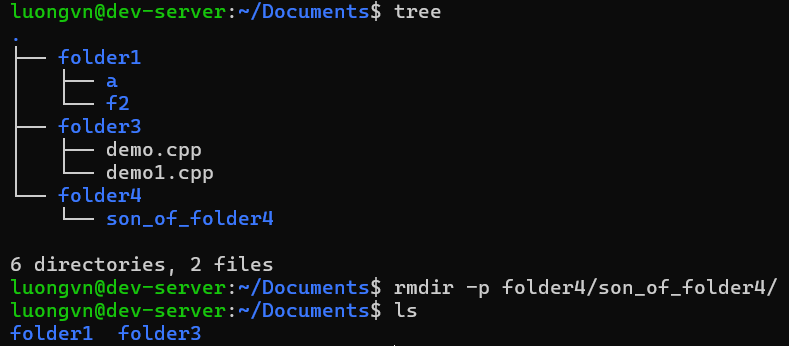 luongvn@dev-server:~/Documents$ tree
.
├── folder1
│   ├── a
│   └── f2
├── folder3
│   ├── demo.cpp
│   └── demo1.cpp
└── folder4
    └── son_of_folder4

6 directories, 2 files
luongvn@dev-server:~/Documents$ rmdir -p folder4/son_of_folder4/
luongvn@dev-server:~/Documents$ ls
folder1  folder3